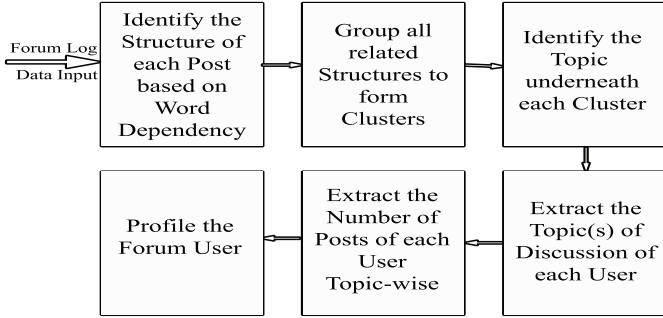 Forum Log
Data Input
Identify the
Structure of
each Post
based on
Word
Dependency
Group all
related
Structures to
form
Clusters
Identify the
Topic
underneath
each Cluster
Extract the
Topic(s) of
Discussion of
each User
Extract the
Number of
Posts of each
User
Topic-wise
Profile the
Forum User